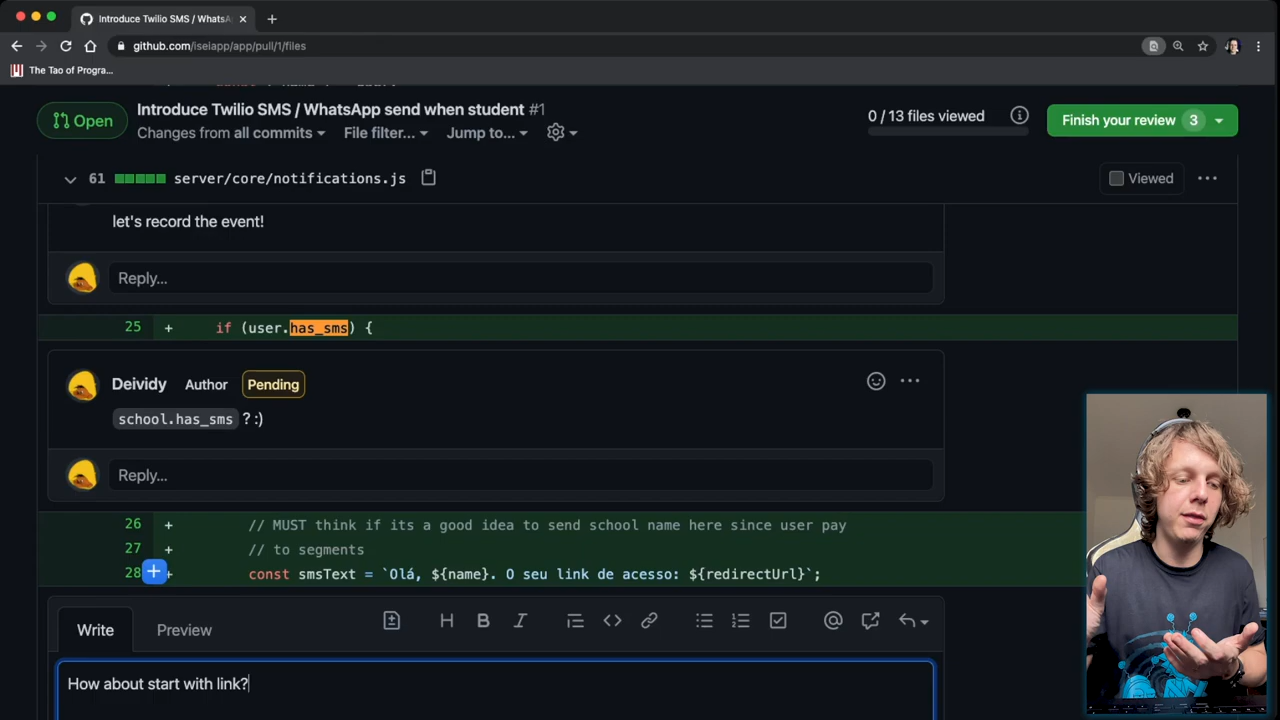 Introduce Twilio SMS / WhatsA
github.com/iseiapp/app/pull/1/files
The Tao of Progra...
Open
Introduce Twilio SMS / WhatsApp send when student #1
Changes from all commits
File filter...
Jump to...
0 / 13 files viewed
Finish your review 3
61 server/core/notifications.js
Viewed
let's record the event!
Reply...
25 + if (user.has_sms) {
Deividy Author Pending
school.has_sms ? :)
Reply...
26 + // MUST think if its a good idea to send school name here since user pay
27 + // to segments
28 + const smsText = `Olá, ${name}. O seu link de acesso: ${redirectUrl}`;
Write Preview
How about start with link?